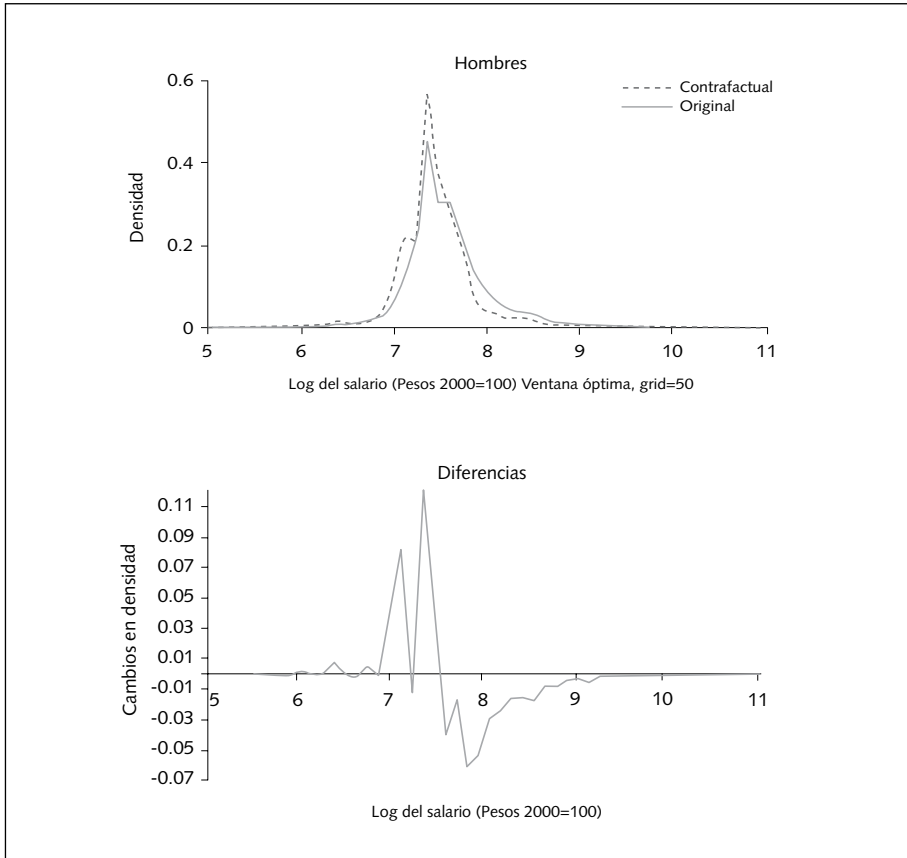 Hombres
Contrafactual
Original
Densidad
0.6
0.4
0.2
0
5 6 7 8 9 10 11
Log del salario (Pesos 2000=100) Ventana óptima, grid=50
Diferencias
Cambios en densidad
0.11
0.09
0.07
0.05
0.03
0.01
-0.01
-0.03
-0.05
-0.07
5 6 7 8 9 10 11
Log del salario (Pesos 2000=100)